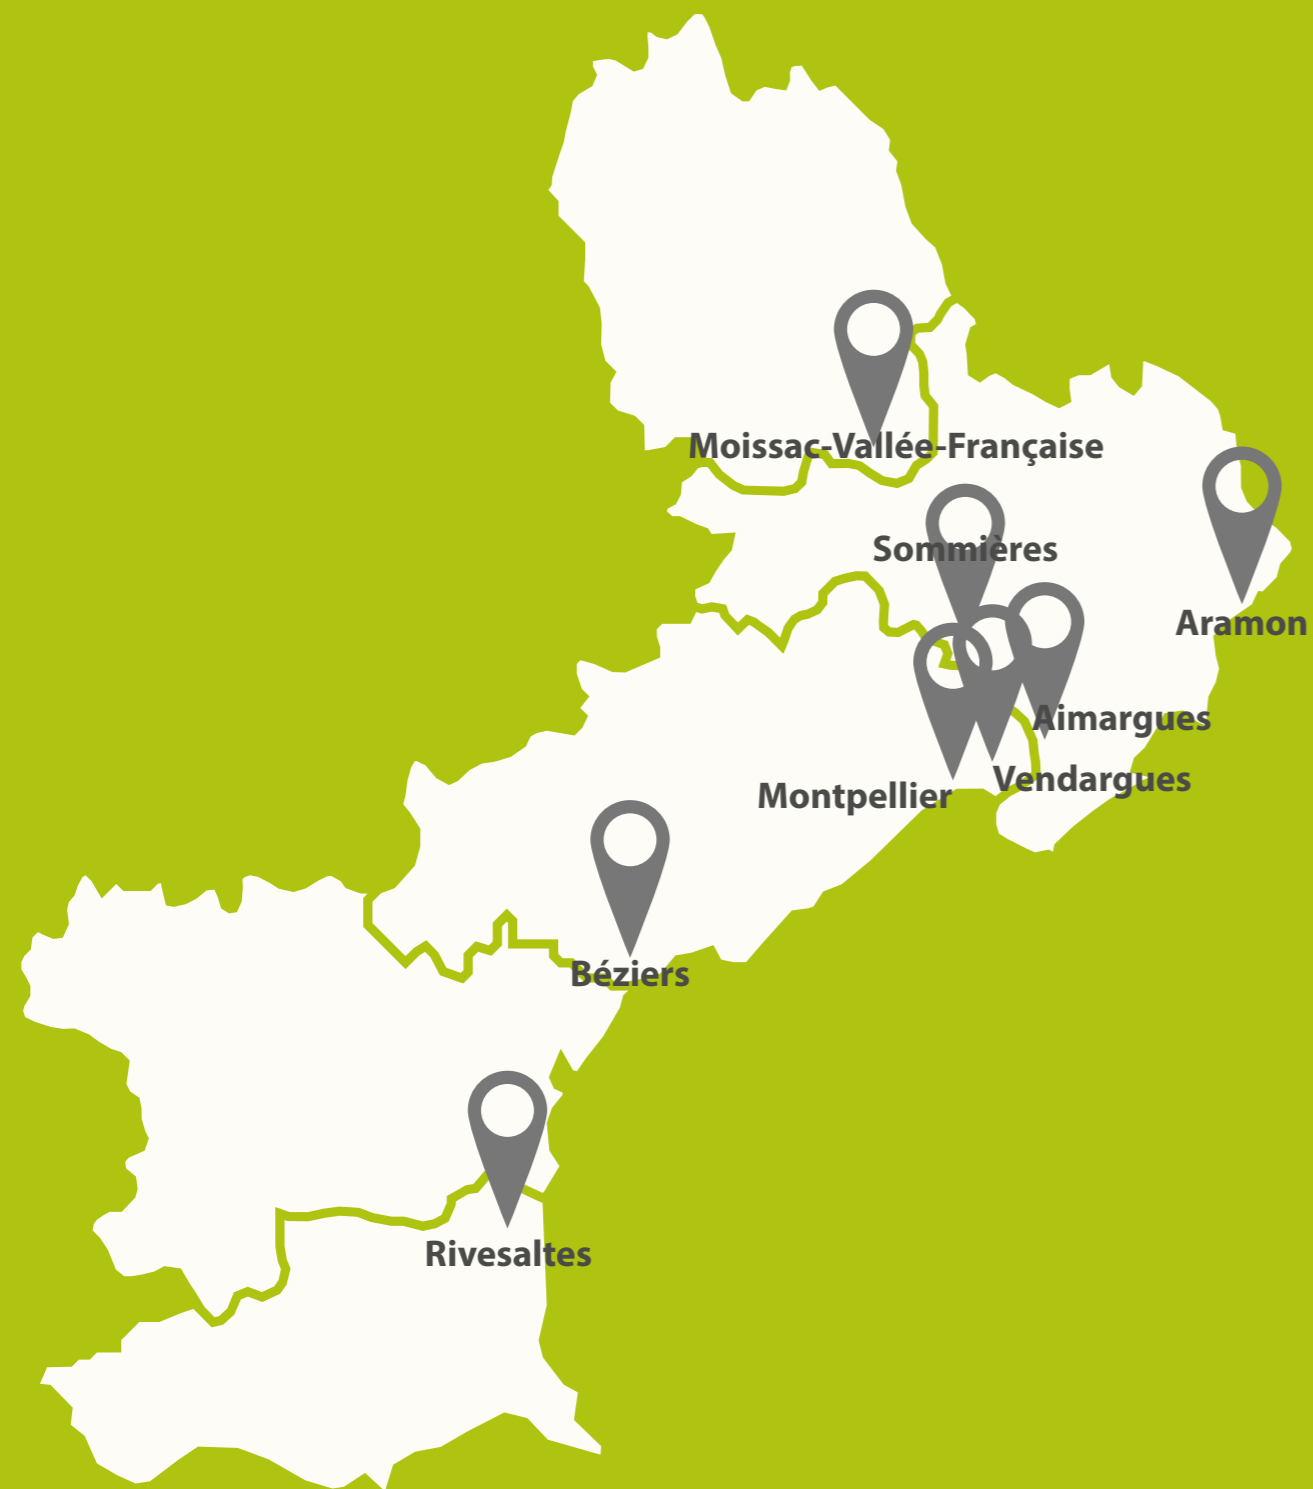 Moissac-Vallée-Française
Sommières
Aramon
Aimargues
Vendargues
Montpellier
Béziers
Rivesaltes